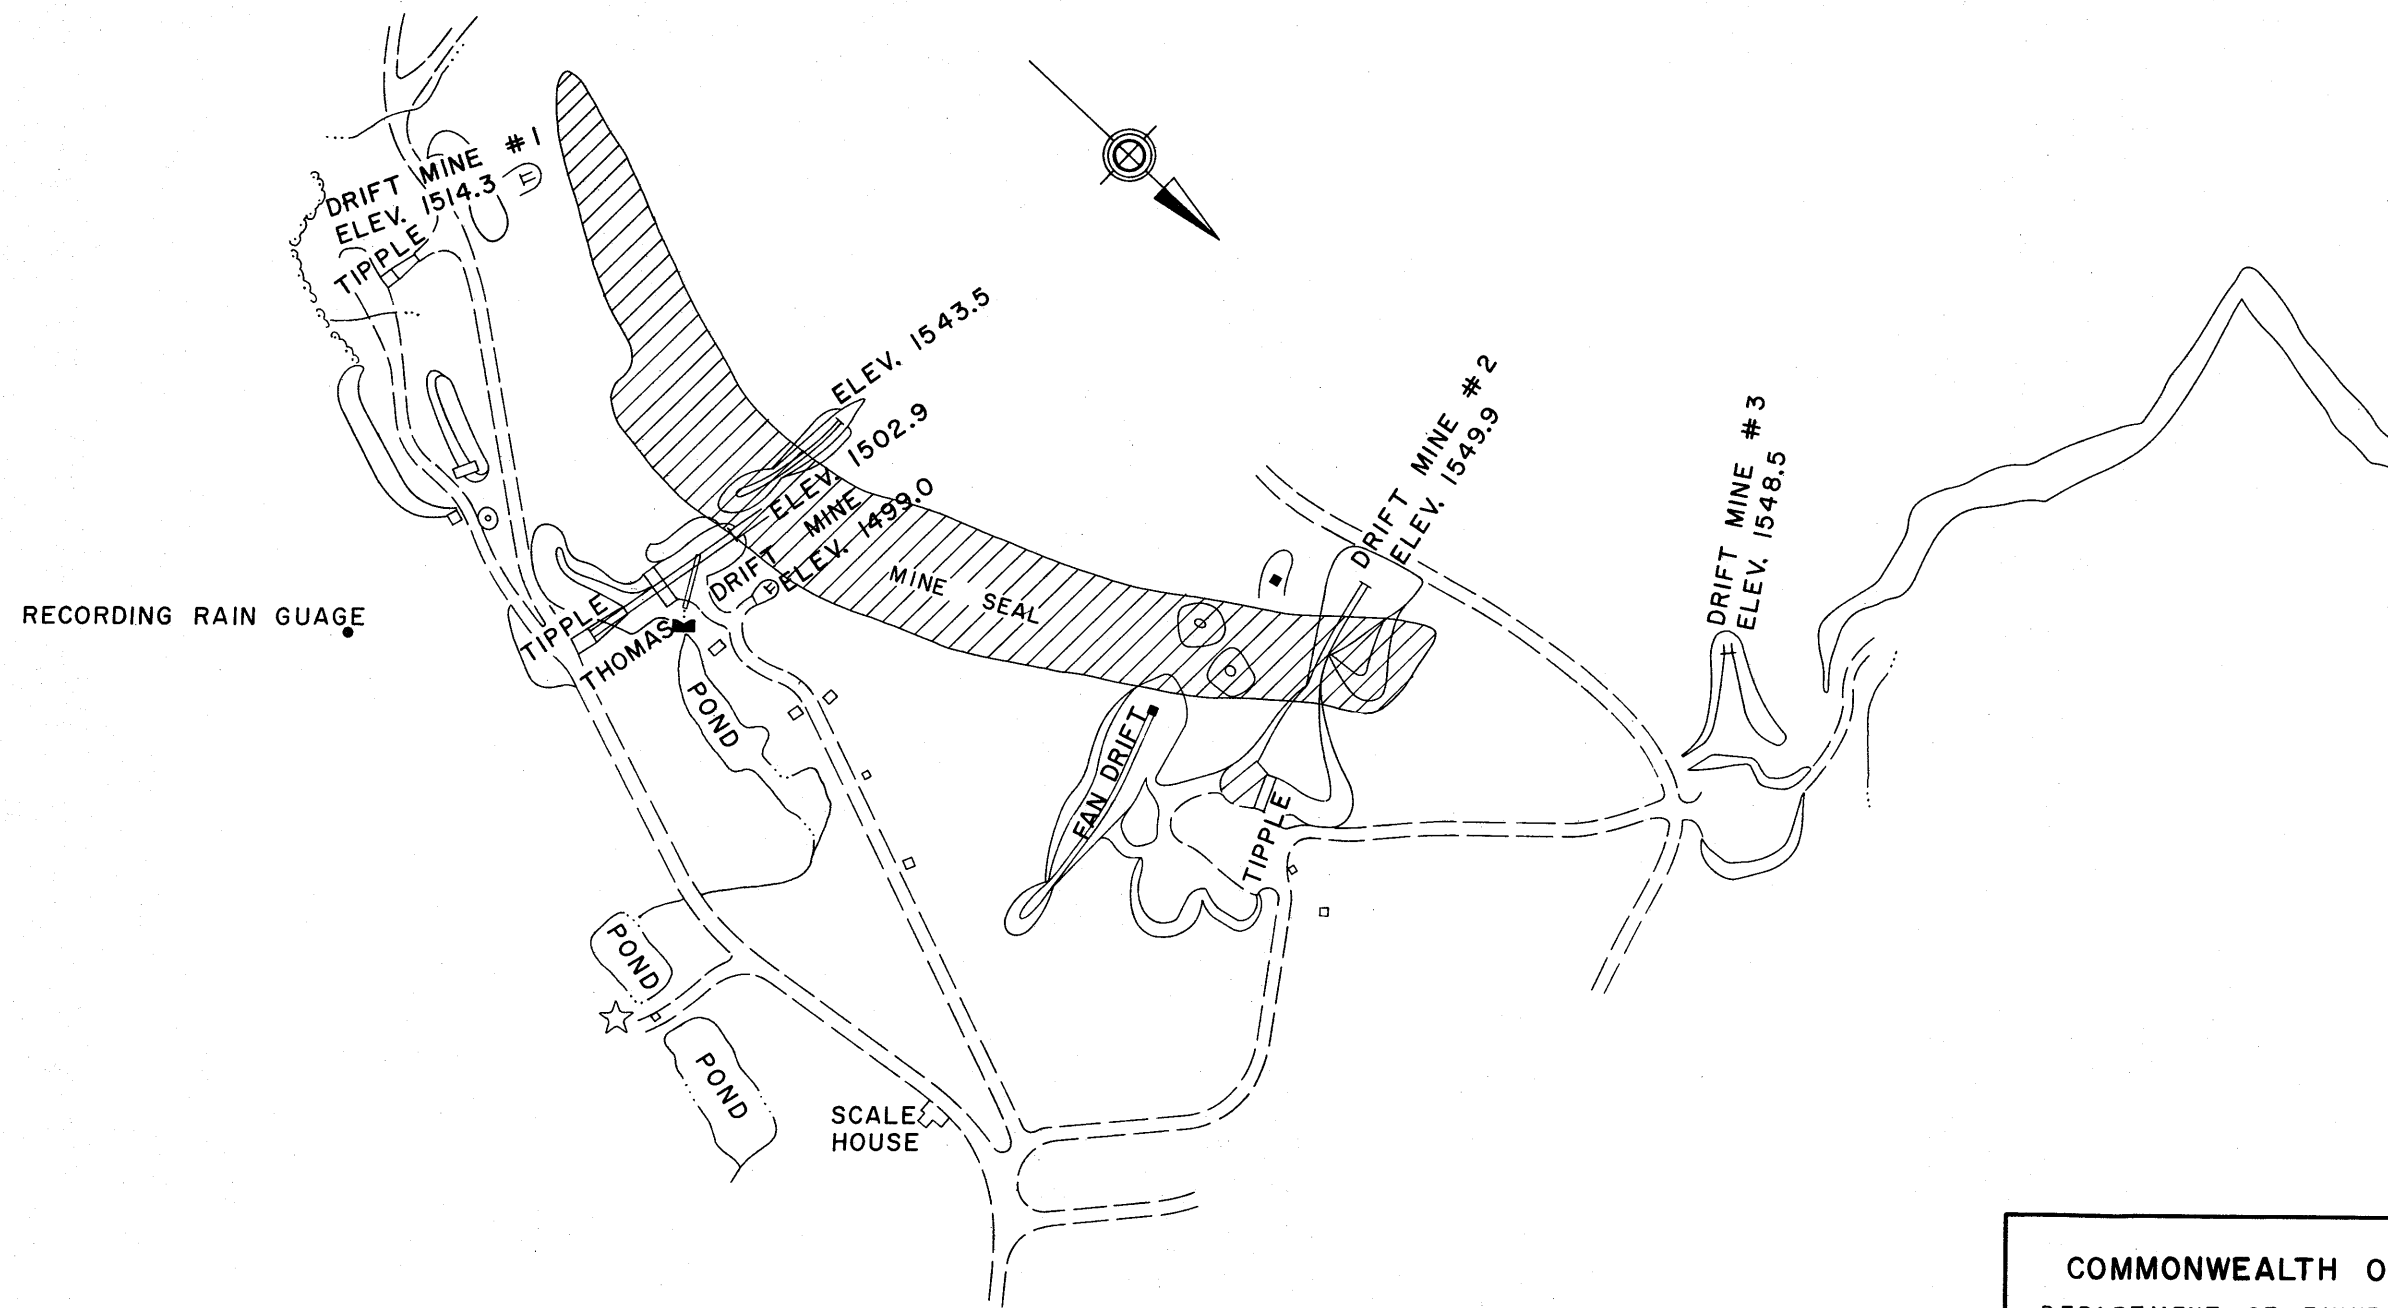 DRIFT MINE #1
ELEV. 1514.3
TIPPLE
ELEV. 1543.5
ELEV. 1502.9
DRIFT MINE
ELEV. 1499.0
DRIFT MINE #2
ELEV. 1549.9
DRIFT MINE #3
ELEV. 1548.5
MINE SEAL
RECORDING RAIN GUAGE
TIPPLE
THOMAS
POND
FAN DRIFT
TIPPLE
POND
POND
SCALE
HOUSE
COMMONWEALTH O